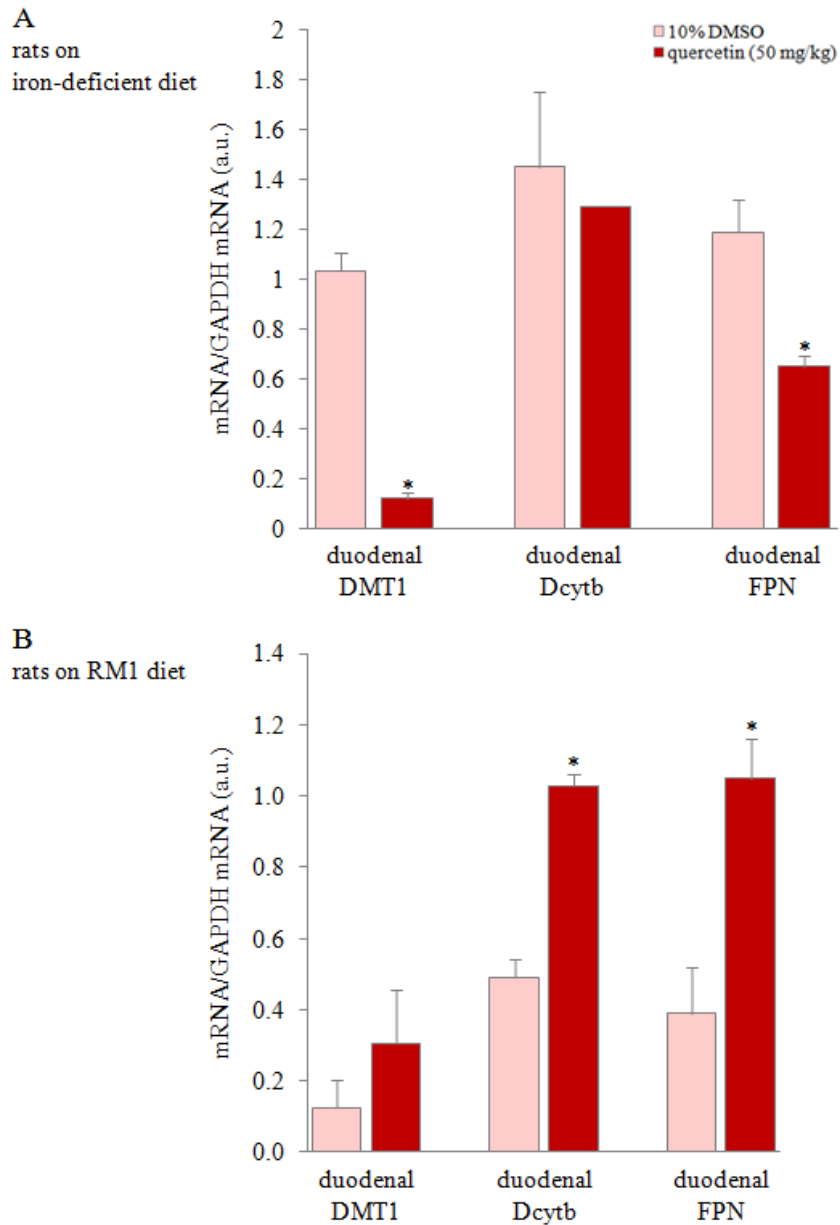 A
rats on
iron-deficient diet
10% DMSO
quercetin (50 mg/kg)
mRNA/GAPDH mRNA (a.u.)
2
1.8
1.6
1.4
1.2
1
0.8
0.6
0.4
0.2
0
*
*
duodenal
DMT1
duodenal
Dcytb
duodenal
FPN
B
rats on RM1 diet
mRNA/GAPDH mRNA (a.u.)
1.4
1.2
1.0
0.8
0.6
0.4
0.2
0.0
*
*
duodenal
DMT1
duodenal
Dcytb
duodenal
FPN